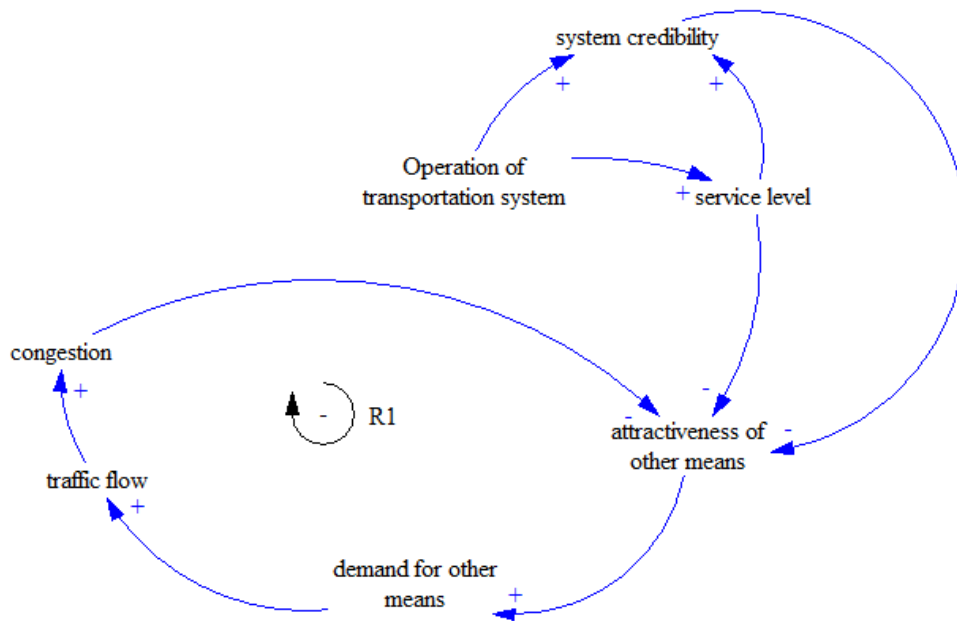 system credibility
+
+
Operation of
transportation system
+
service level
congestion
+
-
R1
-
-
-
attractiveness of
other means
traffic flow
+
demand for other
means
+